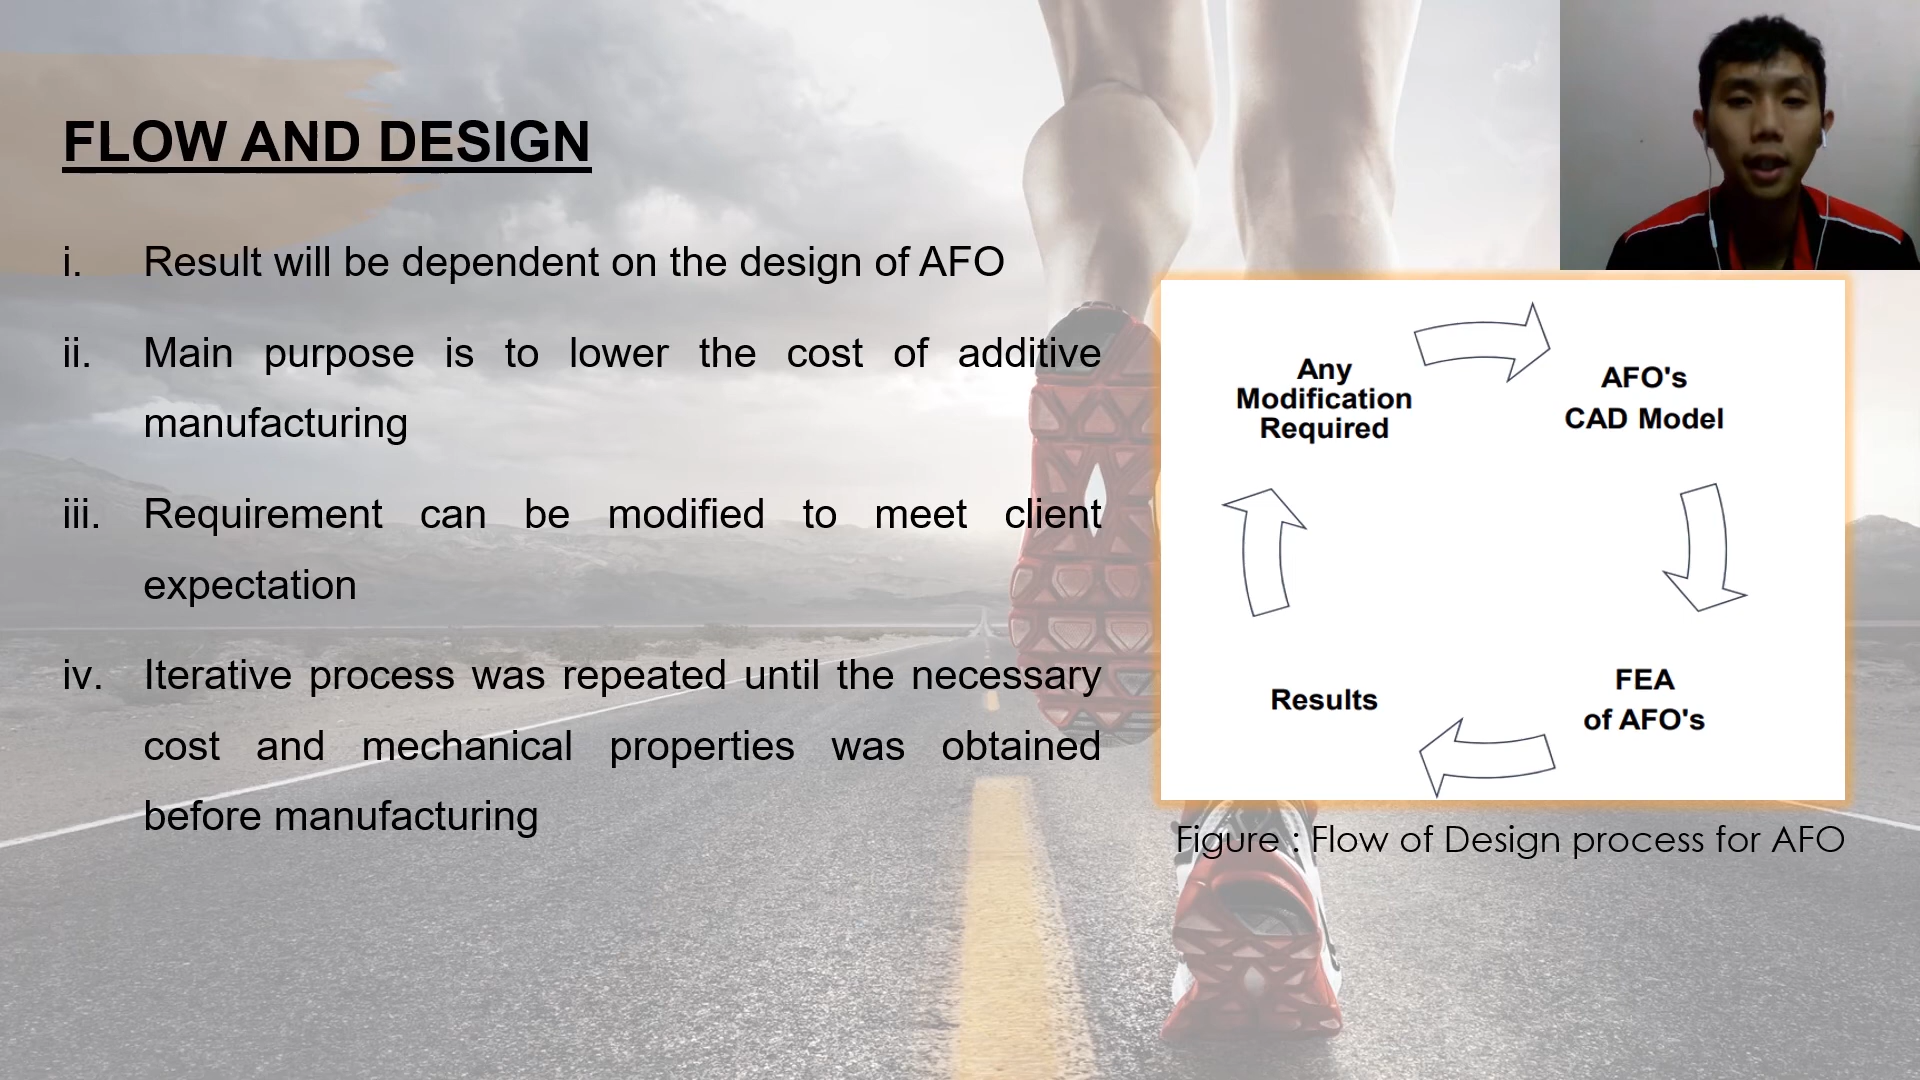 FLOW AND DESIGN
i. Result will be dependent on the design of AFO
ii. Main purpose is to lower the cost of additive
manufacturing
iii. Requirement can be modified to meet client
expectation
iv. Iterative process was repeated until the necessary
cost and mechanical properties was obtained
before manufacturing
Any
Modification
Required
AFO's
CAD Model
FEA
of AFO's
Results
Figure : Flow of Design process for AFO